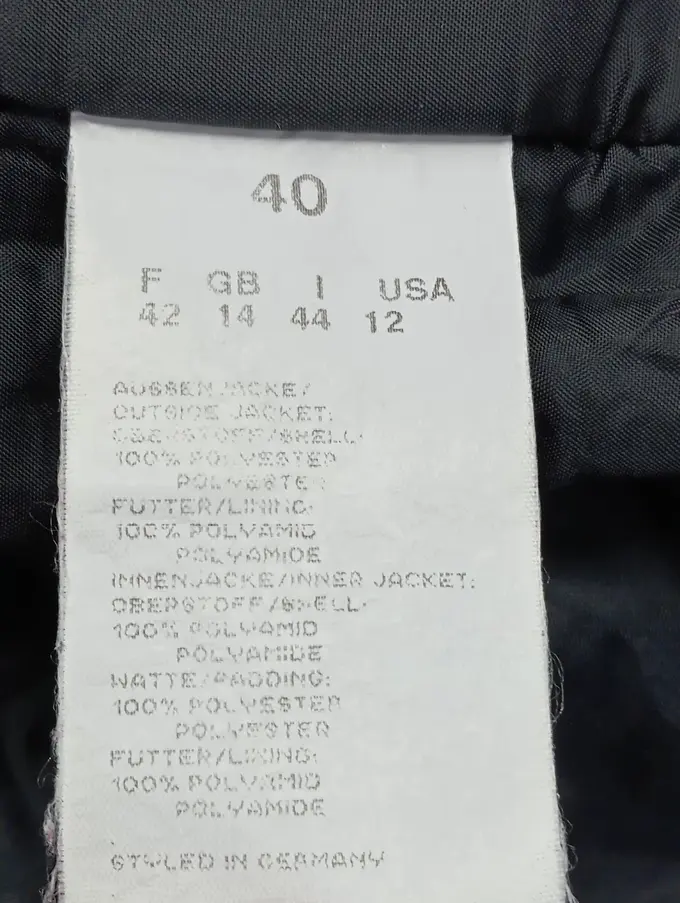 40
F GB I USA
42 14 44 12
AUSSENJACKE/
OUTSIDE JACKET:
OBERSTOFF/SHELL:
100% POLYESTER
POLYESTER
FUTTER/LINING:
100% POLYAMID
POLYAMIDE
INNENJACKE/INNER JACKET:
OBERSTOFF/SHELL:
100% POLYAMID
POLYAMIDE
WATTE/PADDING:
100% POLYESTER
POLYESTER
FUTTER/LINING:
100% POLYAMID
POLYAMIDE
STYLED IN GERMANY